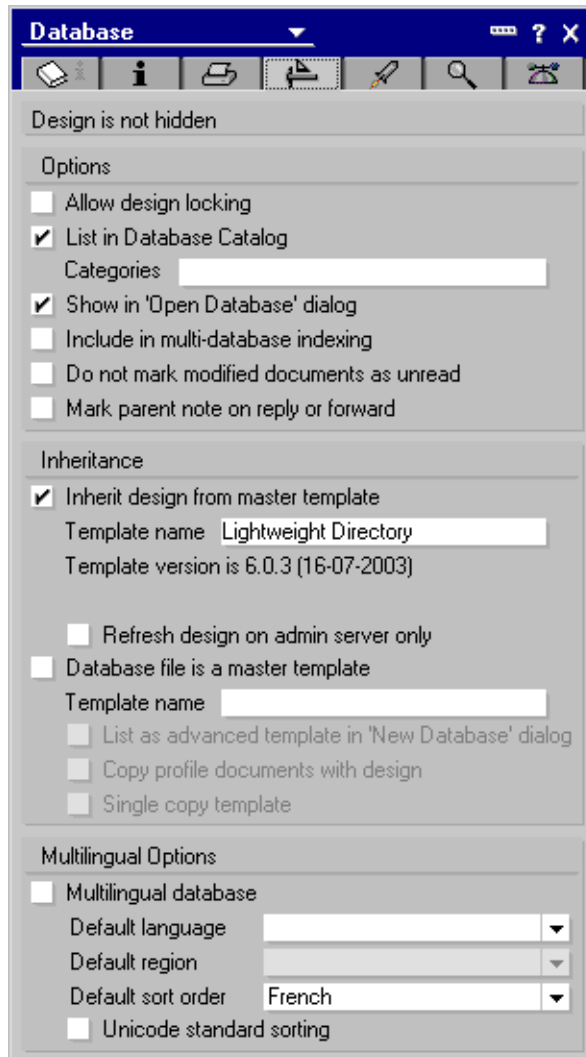 Database
Design is not hidden
Options
Allow design locking
List in Database Catalog
Categories
Show in 'Open Database' dialog
Include in multi-database indexing
Do not mark modified documents as unread
Mark parent note on reply or forward
Inheritance
Inherit design from master template
Template name Lightweight Directory
Template version is 6.0.3 (16-07-2003)
Refresh design on admin server only
Database file is a master template
Template name
List as advanced template in 'New Database' dialog
Copy profile documents with design
Single copy template
Multilingual Options
Multilingual database
Default language
Default region
Default sort order French
Unicode standard sorting